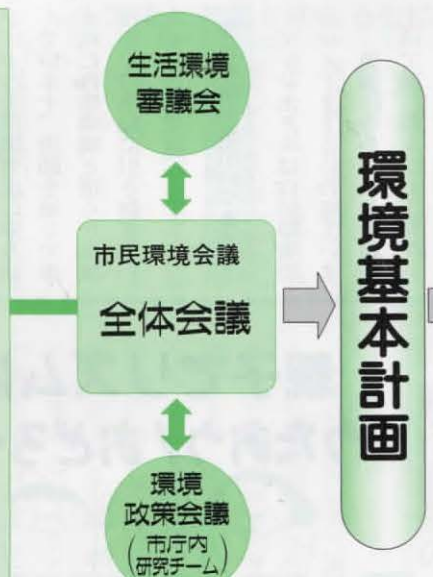 生活環境
審議会
市民環境会議
全体会議
環境
政策会議
(市庁内
研究チーム)
環境基本計画